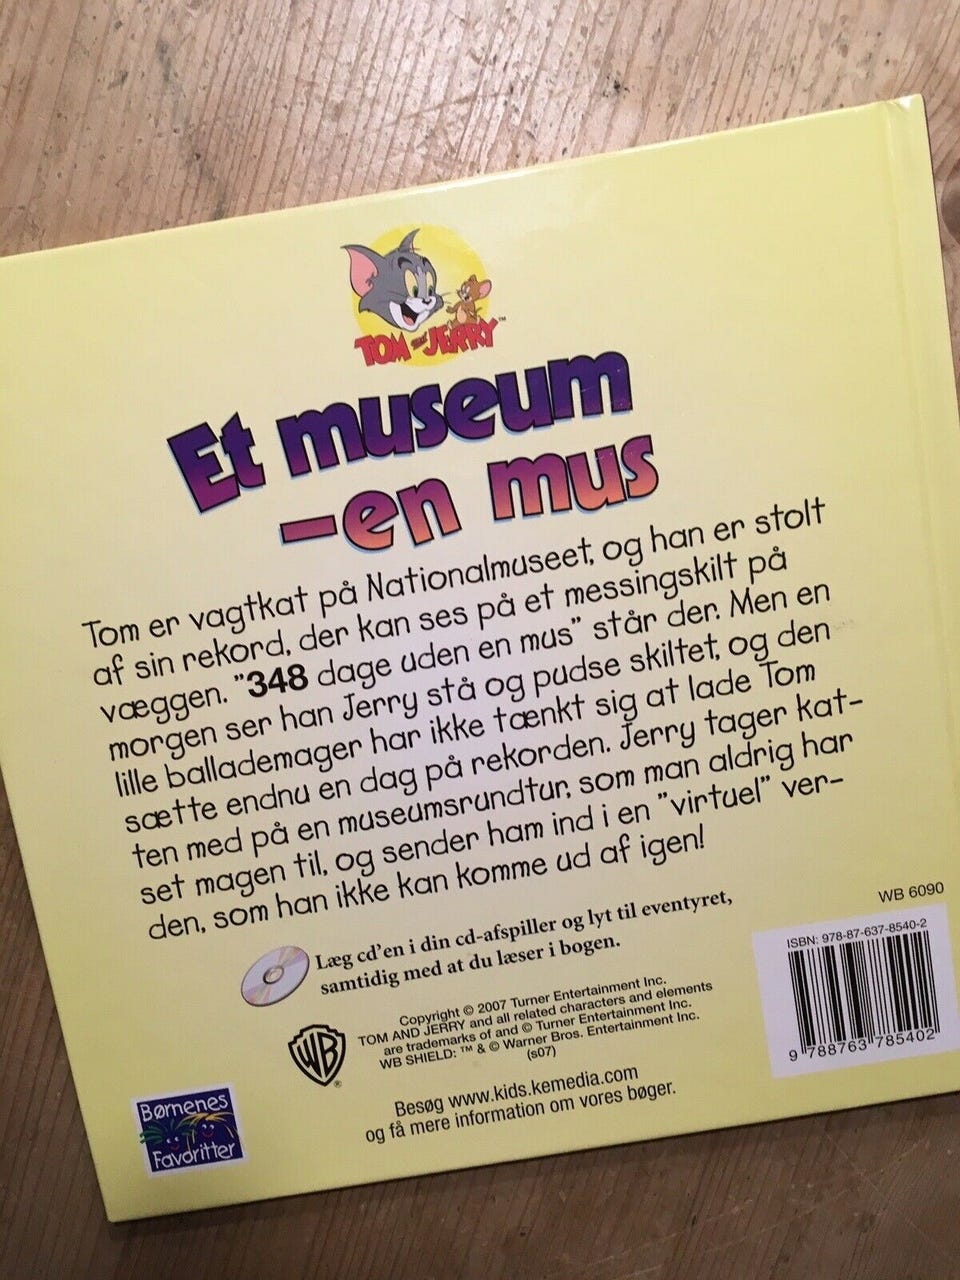 TOM and JERRY™
Et museum
–en mus
Tom er vagtkat på Nationalmuseet, og han er stolt
af sin rekord, der kan ses på et messingskilt på
væggen. ”348 dage uden en mus” står der. Men en
morgen ser han Jerry stå og pudse skiltet, og den
lille ballademager har ikke tænkt sig at lade Tom
sætte endnu en dag på rekorden. Jerry tager kat-
ten med på en museumsrundtur, som man aldrig har
set magen til, og sender ham ind i en ”virtuel” ver-
den, som han ikke kan komme ud af igen!
Læg cd’en i din cd-afspiller og lyt til eventyret,
samtidig med at du læser i bogen.
WB 6090
ISBN: 978-87-637-8540-2
9 788763 785402
Copyright © 2007 Turner Entertainment Inc.
TOM AND JERRY and all related characters and elements
are trademarks of and © Turner Entertainment Inc.
WB SHIELD: ™ & © Warner Bros. Entertainment Inc.
(s07)
WB®
Besøg www.kids.kemedia.com
og få mere information om vores bøger.
Børnenes
Favoritter